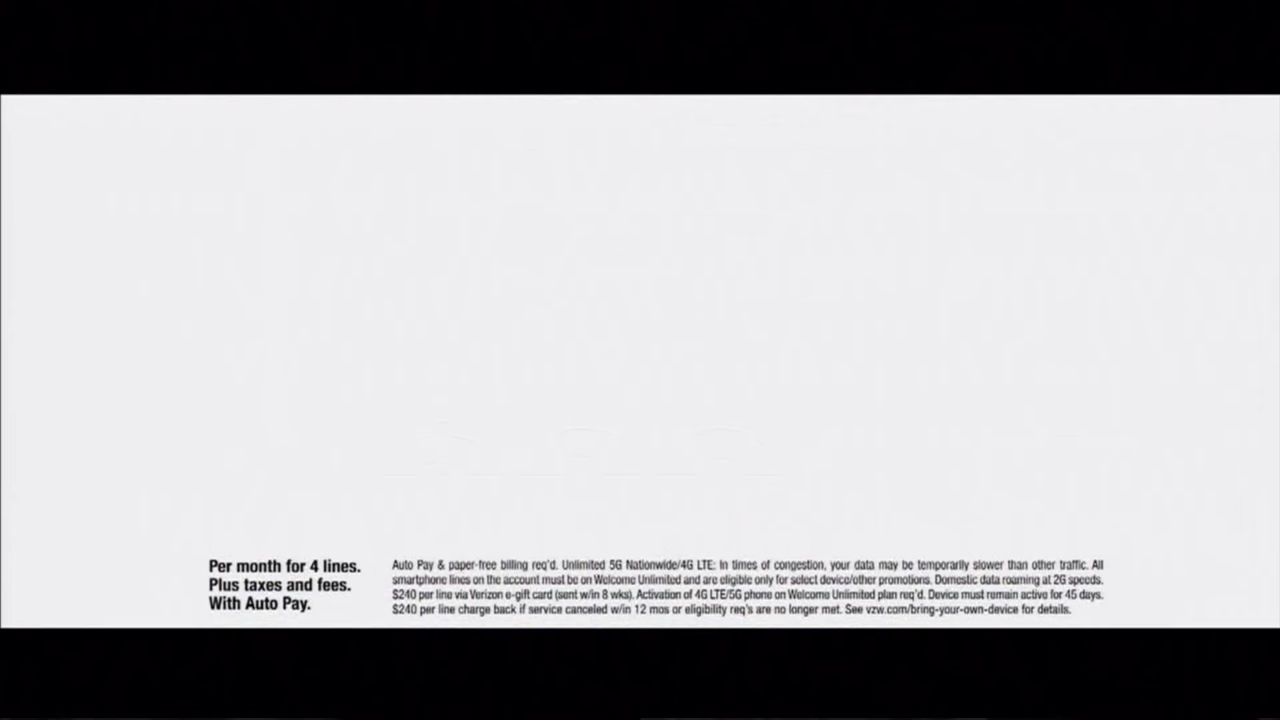 Per month for 4 lines.
Plus taxes and fees.
With Auto Pay.
Auto Pay & paper-free billing req'd. Unlimited 5G Nationwide/4G LTE: In times of congestion, your data may be temporarily slower than other traffic. All
smartphone lines on the account must be on Welcome Unlimited and are eligible only for select device/other promotions. Domestic data roaming at 2G speeds.
$240 per line via Verizon e-gift card (sent w/in 8 wks). Activation of 4G LTE/5G phone on Welcome Unlimited plan req'd. Device must remain active for 45 days.
$240 per line charge back if service canceled w/in 12 mos or eligibility req's are no longer met. See vzw.com/bring-your-own-device for details.